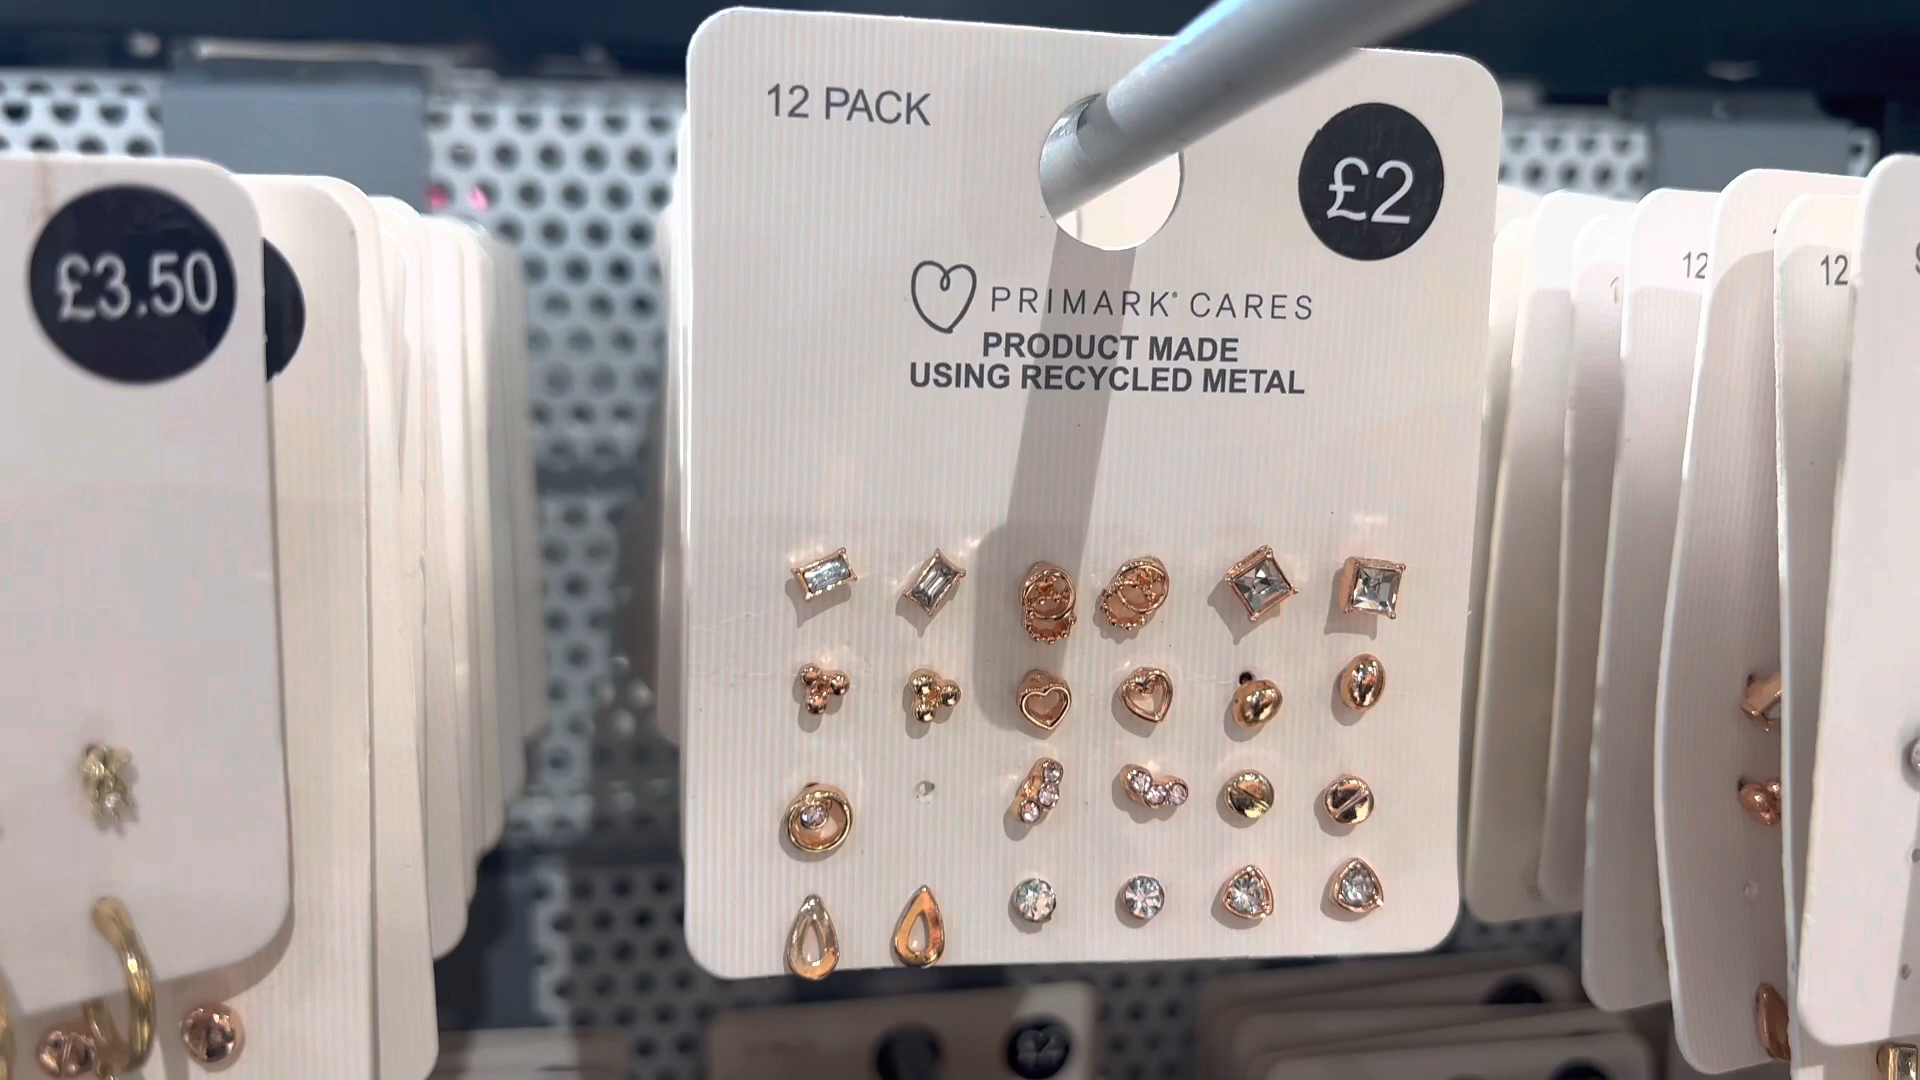 12 PACK
£2
£3.50
PRIMARK® CARES
PRODUCT MADE
USING RECYCLED METAL
12
12